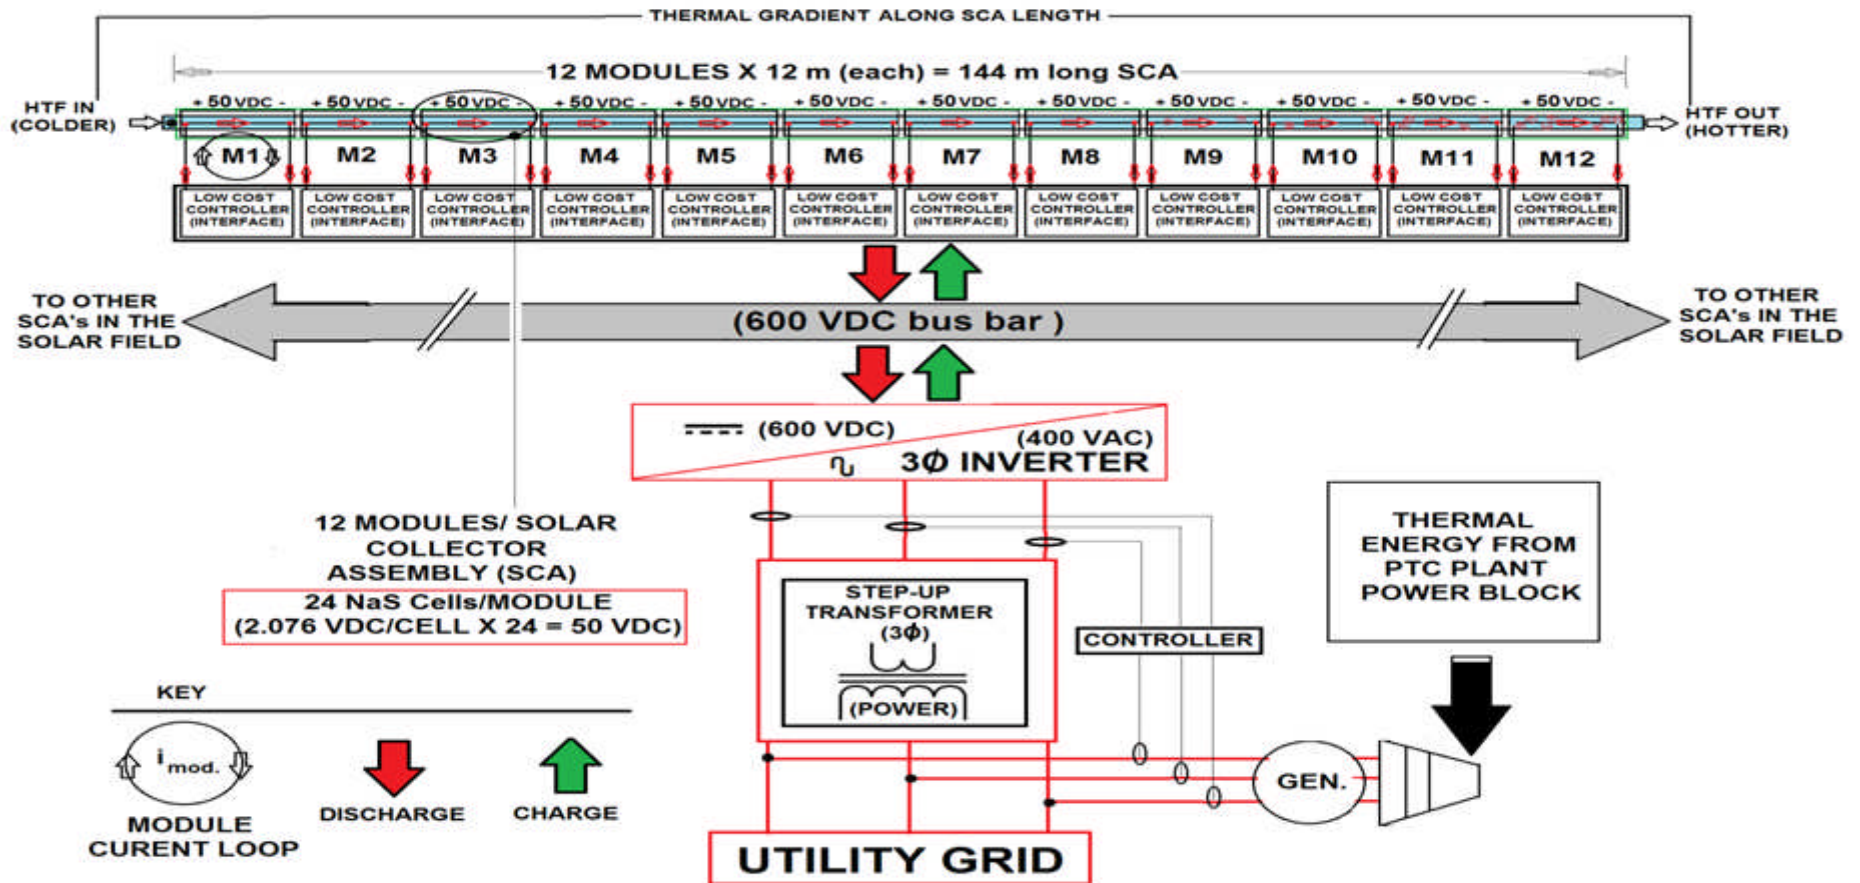 THERMAL GRADIENT ALONG SCA LENGTH
12 MODULES X 12 m (each) = 144 m long SCA
HTF IN
(COLDER)
+ 50 VDC -
+ 50 VDC -
+ 50 VDC -
+ 50 VDC -
+ 50 VDC -
+ 50 VDC -
+ 50 VDC -
+ 50 VDC -
+ 50 VDC -
+ 50 VDC -
+ 50 VDC -
+ 50 VDC -
HTF OUT
(HOTTER)
M1
M2
M3
M4
M5
M6
M7
M8
M9
M10
M11
M12
LOW COST
CONTROLLER
(INTERFACE)
LOW COST
CONTROLLER
(INTERFACE)
LOW COST
CONTROLLER
(INTERFACE)
LOW COST
CONTROLLER
(INTERFACE)
LOW COST
CONTROLLER
(INTERFACE)
LOW COST
CONTROLLER
(INTERFACE)
LOW COST
CONTROLLER
(INTERFACE)
LOW COST
CONTROLLER
(INTERFACE)
LOW COST
CONTROLLER
(INTERFACE)
LOW COST
CONTROLLER
(INTERFACE)
LOW COST
CONTROLLER
(INTERFACE)
LOW COST
CONTROLLER
(INTERFACE)
TO OTHER
SCA's IN THE
SOLAR FIELD
(600 VDC bus bar )
TO OTHER
SCA's IN THE
SOLAR FIELD
(600 VDC)
(400 VAC)
3Ø INVERTER
12 MODULES/ SOLAR
COLLECTOR
ASSEMBLY (SCA)
24 NaS Cells/MODULE
(2.076 VDC/CELL X 24 = 50 VDC)
STEP-UP
TRANSFORMER
(3Ø)
(POWER)
CONTROLLER
THERMAL
ENERGY FROM
PTC PLANT
POWER BLOCK
GEN.
KEY
i mod.
MODULE
CURENT LOOP
DISCHARGE
CHARGE
UTILITY GRID